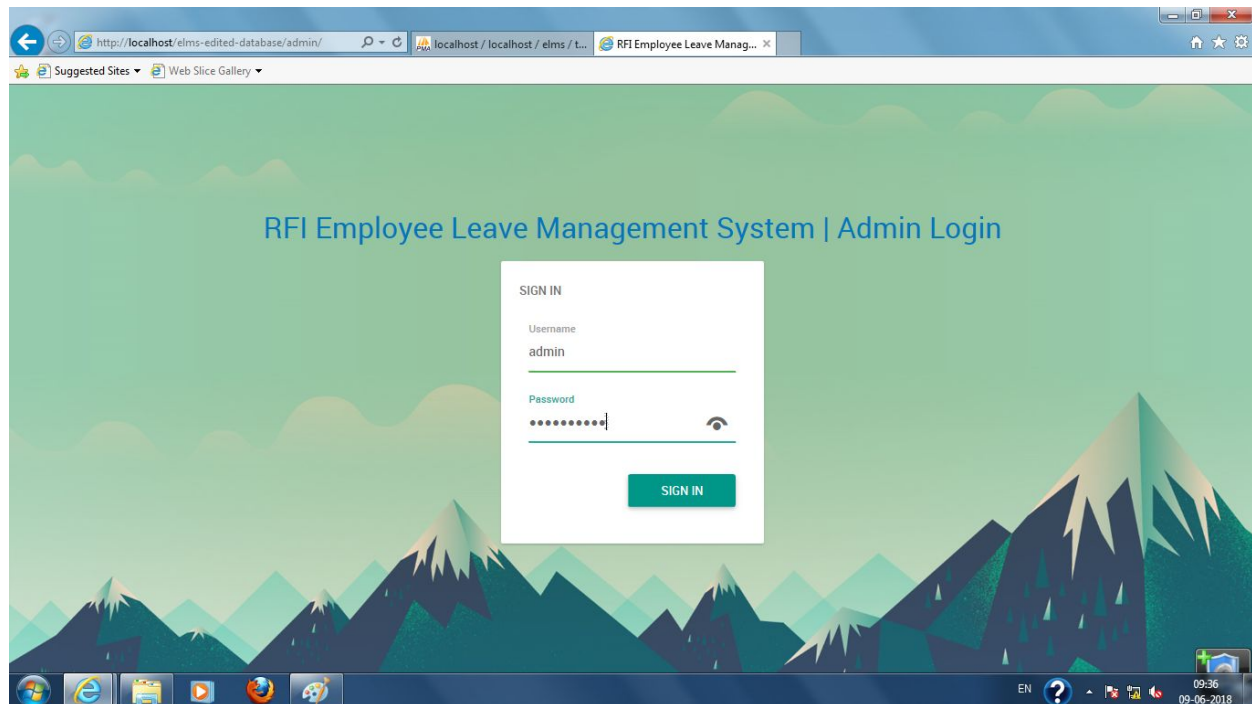 http://localhost/elms-edited-database/admin/
localhost / localhost / elms / t...
RFI Employee Leave Manag...
Suggested Sites
Web Slice Gallery
RFI Employee Leave Management System | Admin Login
SIGN IN
Username
admin
Password
SIGN IN
EN
09:36
09-06-2018